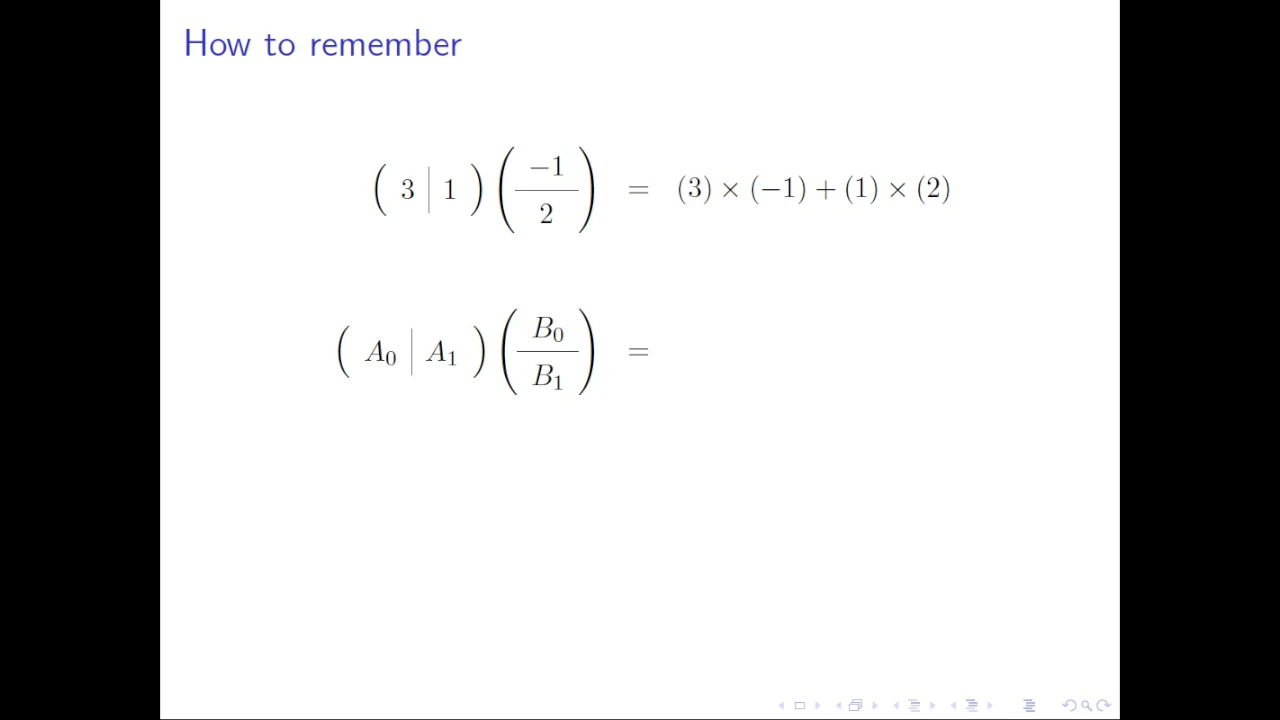 How to remember
( 3 | 1 ) ( −1 / 2 ) = (3) × (−1) + (1) × (2)
( A₀ | A₁ ) ( B₀ / B₁ ) =